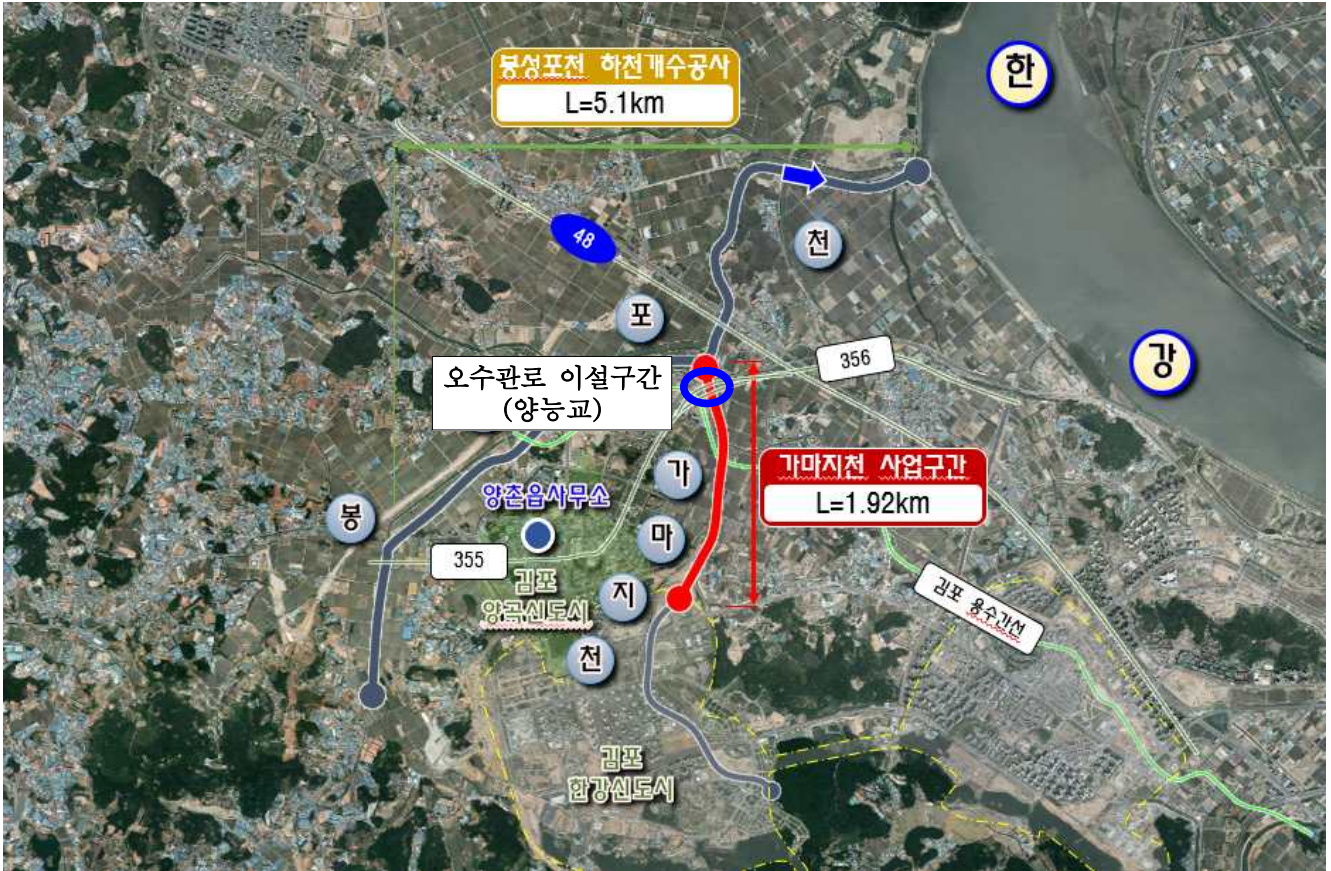 봉성포천 하천개수공사
L=5.1km
한
48
천
포
356
강
오수관로 이설구간
(양능교)
가마지천 사업구간
L=1.92km
가
양촌읍사무소
봉
마
355
김포
양곡신도시
지
김포 용수간선
천
김포
한강신도시